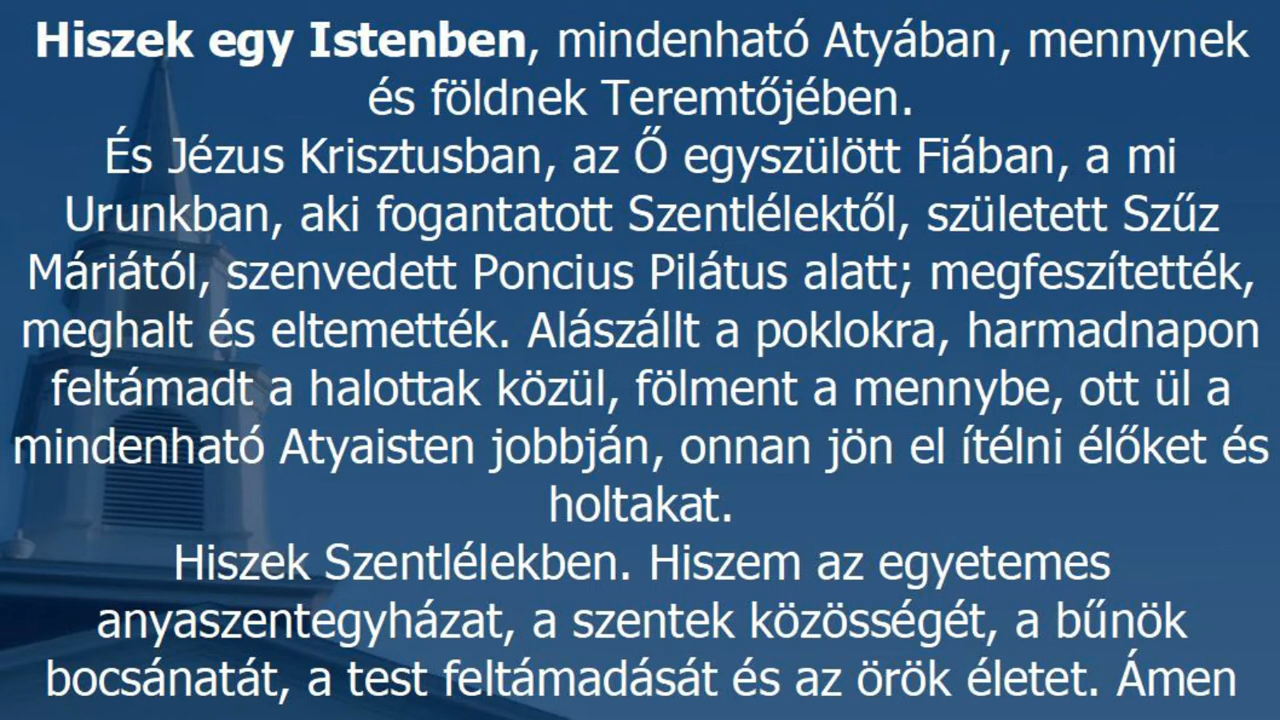 Hiszek egy Istenben, mindenható Atyában, mennynek
és földnek Teremtőjében.
És Jézus Krisztusban, az Ő egyszülött Fiában, a mi
Urunkban, aki fogantatott Szentlélektől, született Szűz
Máriától, szenvedett Poncius Pilátus alatt; megfeszítették,
meghalt és eltemették. Alászállt a poklokra, harmadnapon
feltámadt a halottak közül, fölment a mennybe, ott ül a
mindenható Atyaisten jobbján, onnan jön el ítélni élőket és
holtakat.
Hiszek Szentlélekben. Hiszem az egyetemes
anyaszentegyházat, a szentek közösségét, a bűnök
bocsánatát, a test feltámadását és az örök életet. Ámen